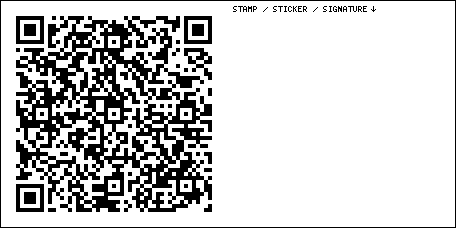 STAMP / STICKER / SIGNATURE ↓